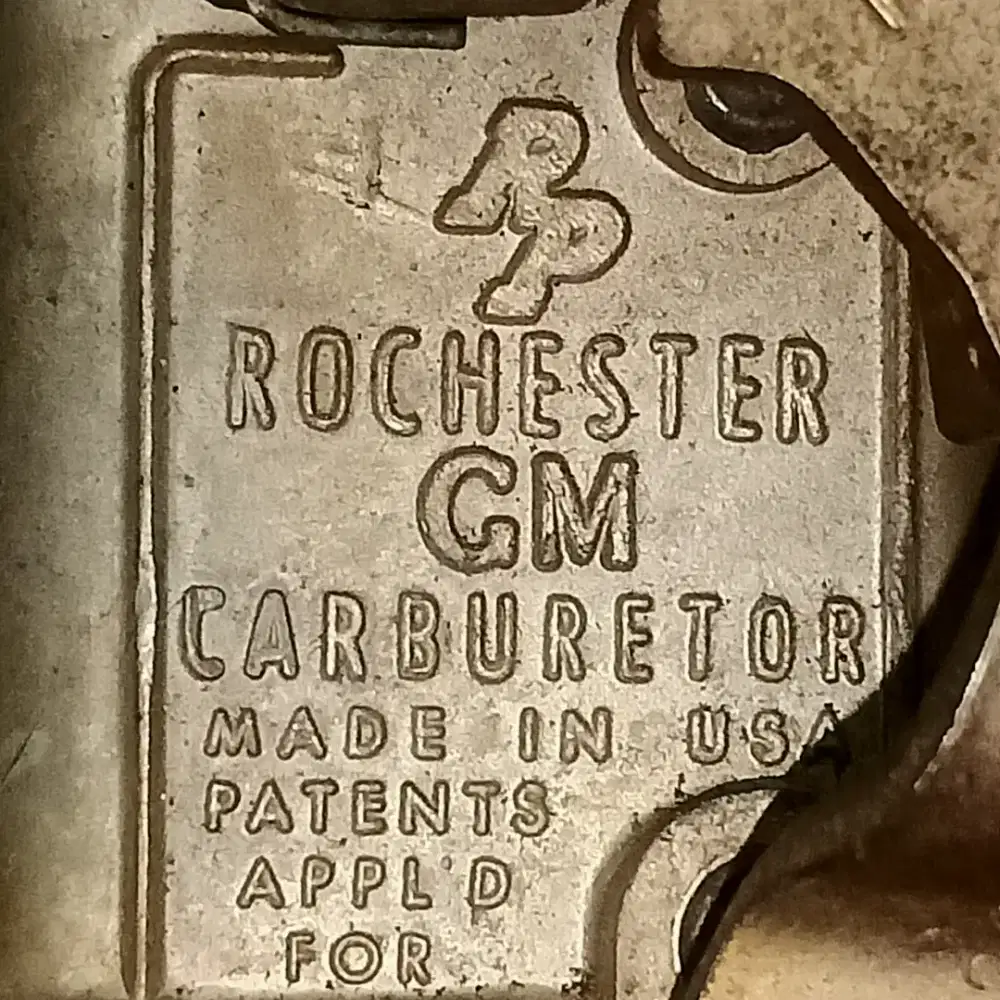 RP
ROCHESTER
GM
CARBURETOR
MADE IN USA
PATENTS
APPL'D
FOR